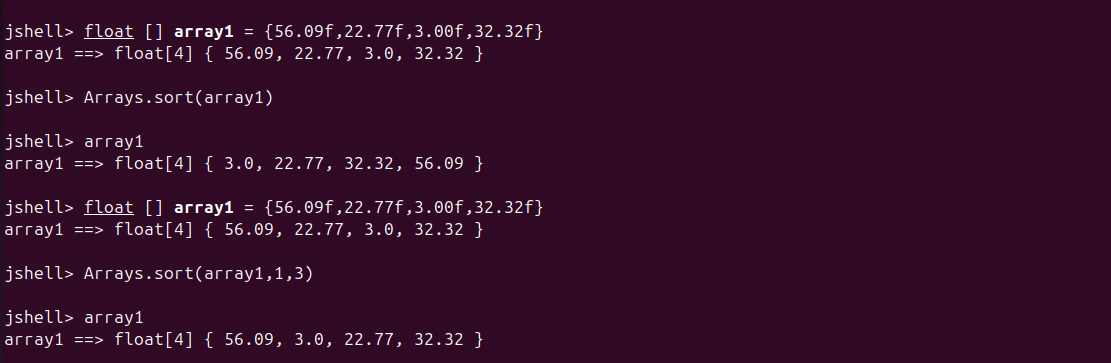 jshell> float [] array1 = {56.09f,22.77f,3.00f,32.32f}
array1 ==> float[4] { 56.09, 22.77, 3.0, 32.32 }
jshell> Arrays.sort(array1)
jshell> array1
array1 ==> float[4] { 3.0, 22.77, 32.32, 56.09 }
jshell> float [] array1 = {56.09f,22.77f,3.00f,32.32f}
array1 ==> float[4] { 56.09, 22.77, 3.0, 32.32 }
jshell> Arrays.sort(array1,1,3)
jshell> array1
array1 ==> float[4] { 56.09, 3.0, 22.77, 32.32 }